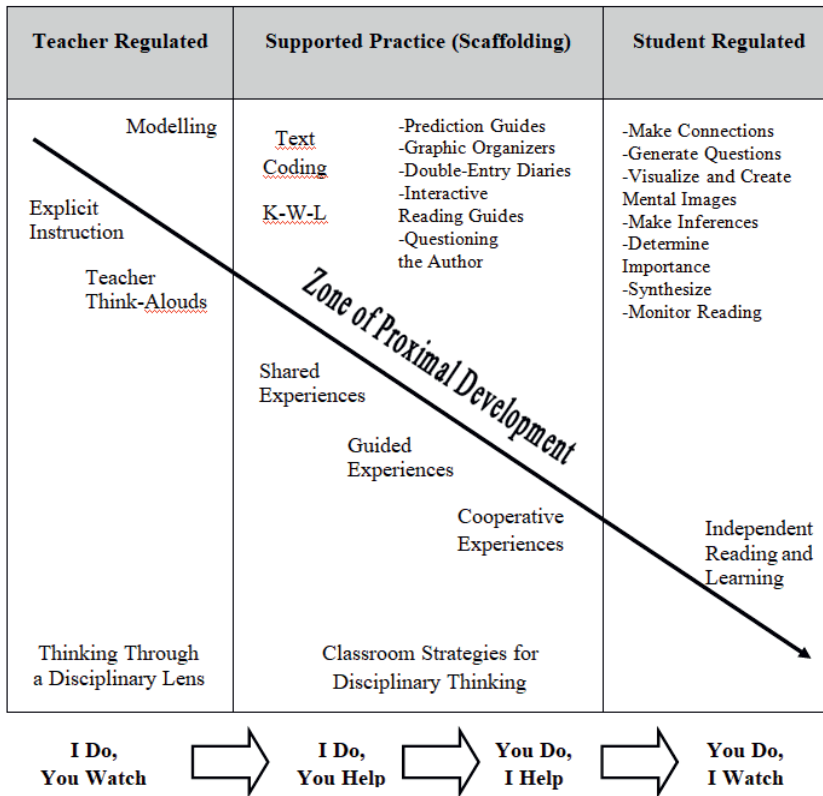 Teacher Regulated
Supported Practice (Scaffolding)
Student Regulated
Modelling
Explicit
Instruction
Teacher
Think-Alouds
Thinking Through
a Disciplinary Lens
Text
Coding
K-W-L
-Prediction Guides
-Graphic Organizers
-Double-Entry Diaries
-Interactive
Reading Guides
-Questioning
the Author
Zone of Proximal Development
Shared
Experiences
Guided
Experiences
Cooperative
Experiences
Classroom Strategies for
Disciplinary Thinking
-Make Connections
-Generate Questions
-Visualize and Create
Mental Images
-Make Inferences
-Determine
Importance
-Synthesize
-Monitor Reading
Independent
Reading and
Learning
I Do,
You Watch
I Do,
You Help
You Do,
I Help
You Do,
I Watch